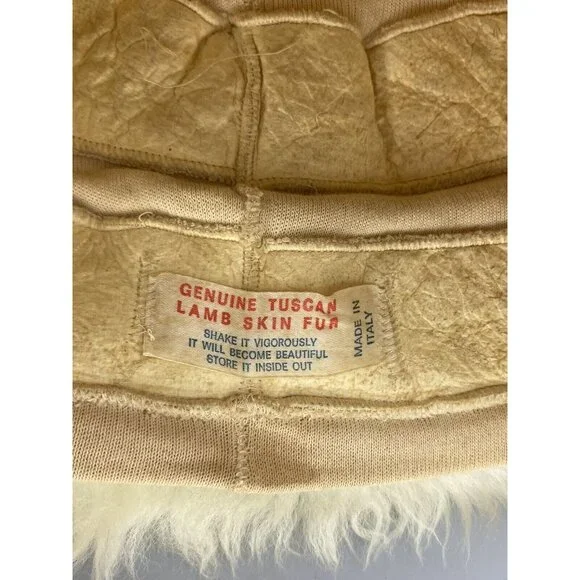 GENUINE TUSCAN
LAMB SKIN FUR
SHAKE IT VIGOROUSLY
IT WILL BECOME BEAUTIFUL
STORE IT INSIDE OUT
MADE IN
ITALY